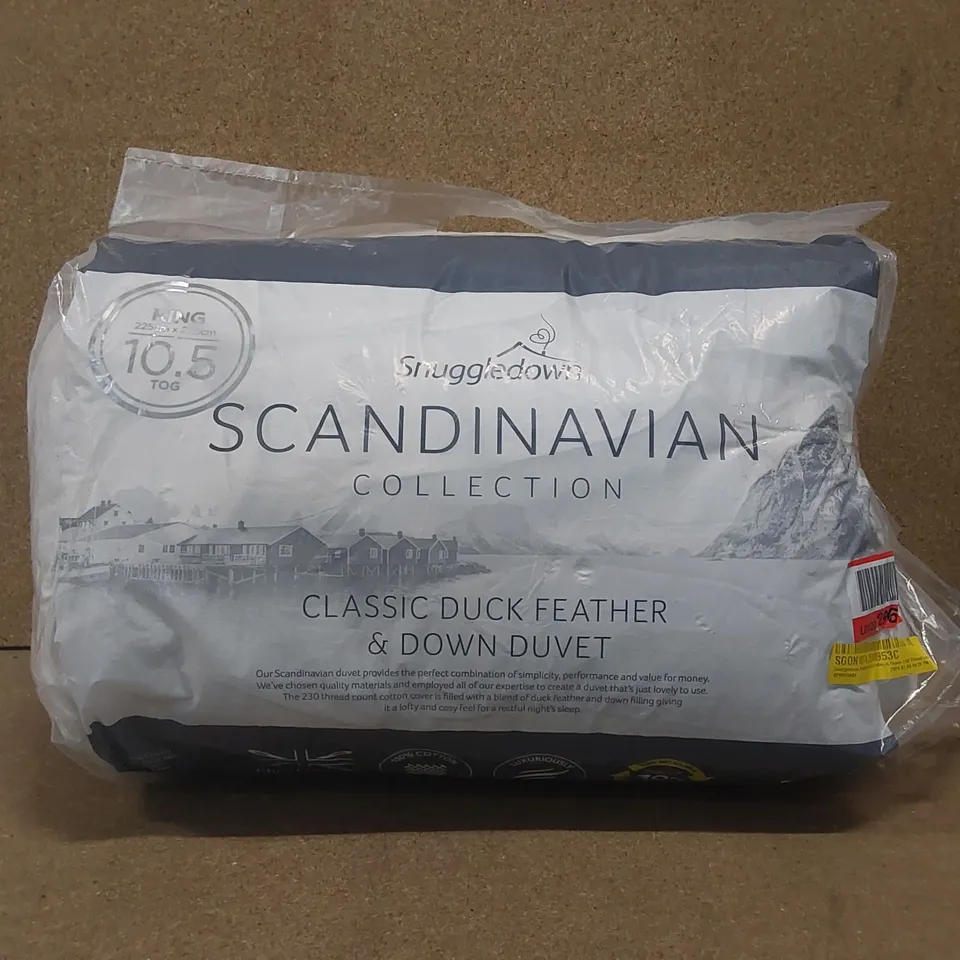 KING
10.5
TOG
Snuggledown
SCANDINAVIAN
COLLECTION
CLASSIC DUCK FEATHER
& DOWN DUVET
Our Scandinavian duvet provides the perfect combination of simplicity, performance and value for money.
We've chosen quality materials and employed all of our expertise to create a duvet that's just lovely to use.
The 230 thread count cotton cover is filled with a blend of duck feather and down filling giving
it a lofty and cosy feel for a restful night's sleep.
100% COTTON
LUXURIOUSLY